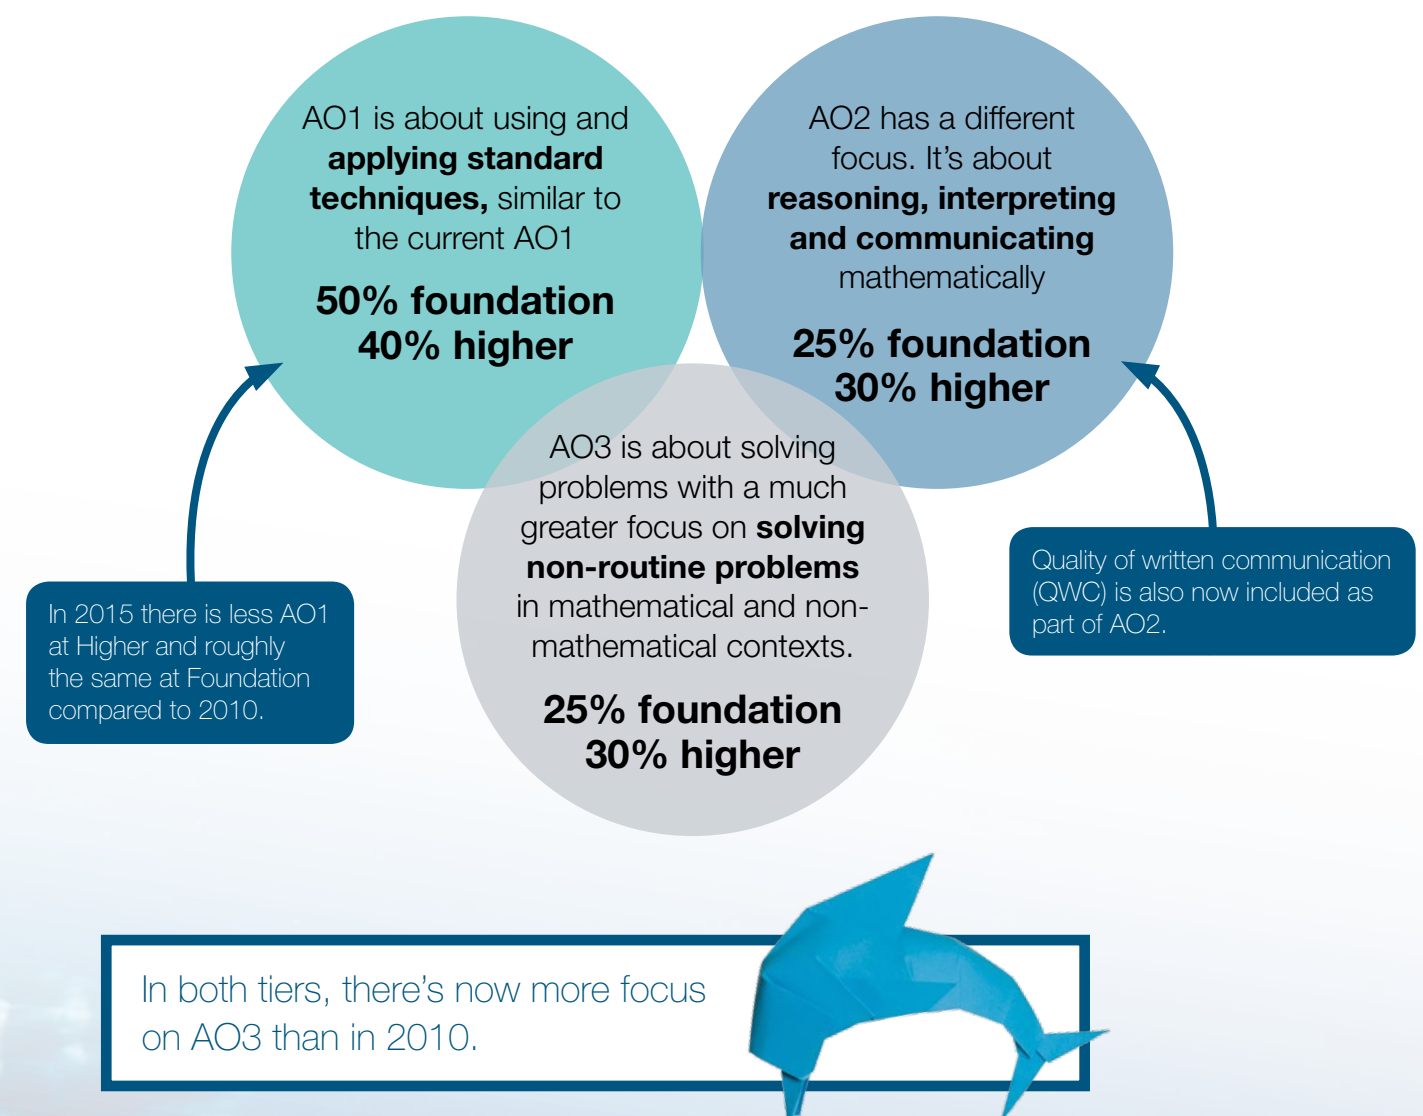 AO1 is about using and
applying standard
techniques, similar to
the current AO1
50% foundation
40% higher
AO2 has a different
focus. It's about
reasoning, interpreting
and communicating
mathematically
25% foundation
30% higher
AO3 is about solving
problems with a much
greater focus on solving
non-routine problems
in mathematical and non-
mathematical contexts.
25% foundation
30% higher
In 2015 there is less AO1
at Higher and roughly
the same at Foundation
compared to 2010.
Quality of written communication
(QWC) is also now included as
part of AO2.
In both tiers, there's now more focus
on AO3 than in 2010.